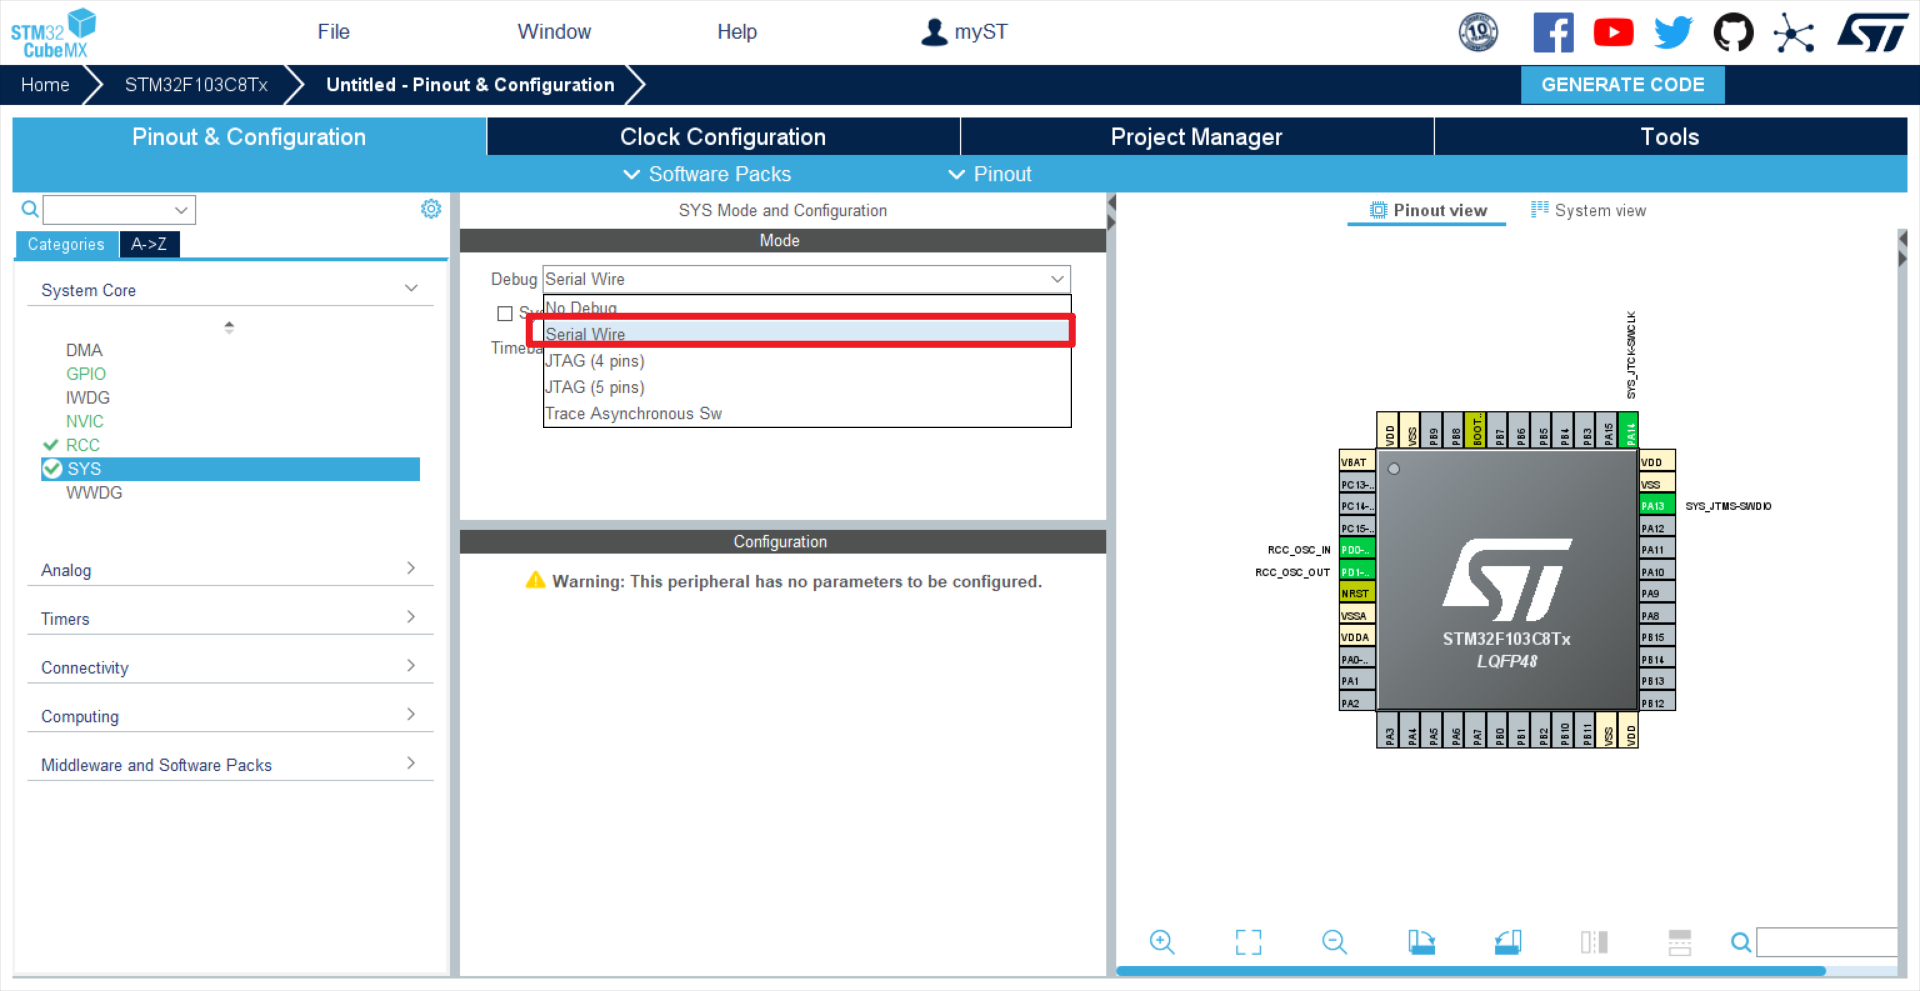 STM32
CubeMX
File
Window
Help
myST
10
Home
STM32F103C8Tx
Untitled - Pinout & Configuration
GENERATE CODE
Pinout & Configuration
Clock Configuration
Project Manager
Tools
Software Packs
Pinout
Categories
A->Z
System Core
DMA
GPIO
IWDG
NVIC
RCC
SYS
WWDG
Analog
Timers
Connectivity
Computing
Middleware and Software Packs
SYS Mode and Configuration
Mode
Debug Serial Wire
No Debug
Serial Wire
JTAG (4 pins)
JTAG (5 pins)
Trace Asynchronous Sw
Configuration
Warning: This peripheral has no parameters to be configured.
Pinout view
System view
SYS_JTCK-SWCLK
VDD
VSS
PB9
PB8
BOOT..
PB7
PB6
PB5
PB4
PB3
PA15
PA14
VBAT
PC13-..
PC14-..
PC15-..
RCC_OSC_IN PD0-..
RCC_OSC_OUT PD1-..
NRST
VSSA
VDDA
PA0-..
PA1
PA2
VDD
VSS
PA13 SYS_JTMS-SWDIO
PA12
PA11
PA10
PA9
PA8
PB15
PB14
PB13
PB12
STM32F103C8Tx
LQFP48
PA3
PA4
PA5
PA6
PA7
PB0
PB1
PB2
PB10
PB11
VSS
VDD